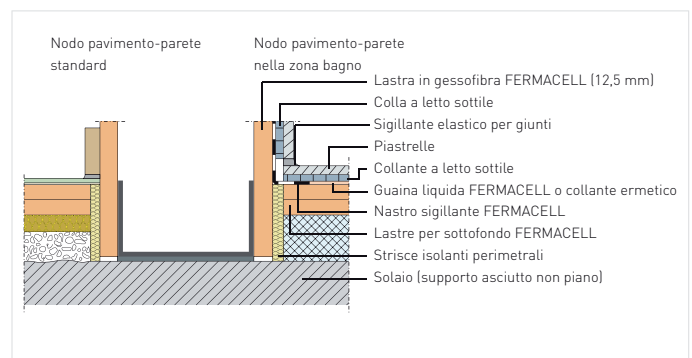 Nodo pavimento-parete
standard
Nodo pavimento-parete
nella zona bagno
Lastra in gessofibra FERMACELL (12,5 mm)
Colla a letto sottile
Sigillante elastico per giunti
Piastrelle
Collante a letto sottile
Guaina liquida FERMACELL o collante ermetico
Nastro sigillante FERMACELL
Lastre per sottofondo FERMACELL
Strisce isolanti perimetrali
Solaio (supporto asciutto non piano)